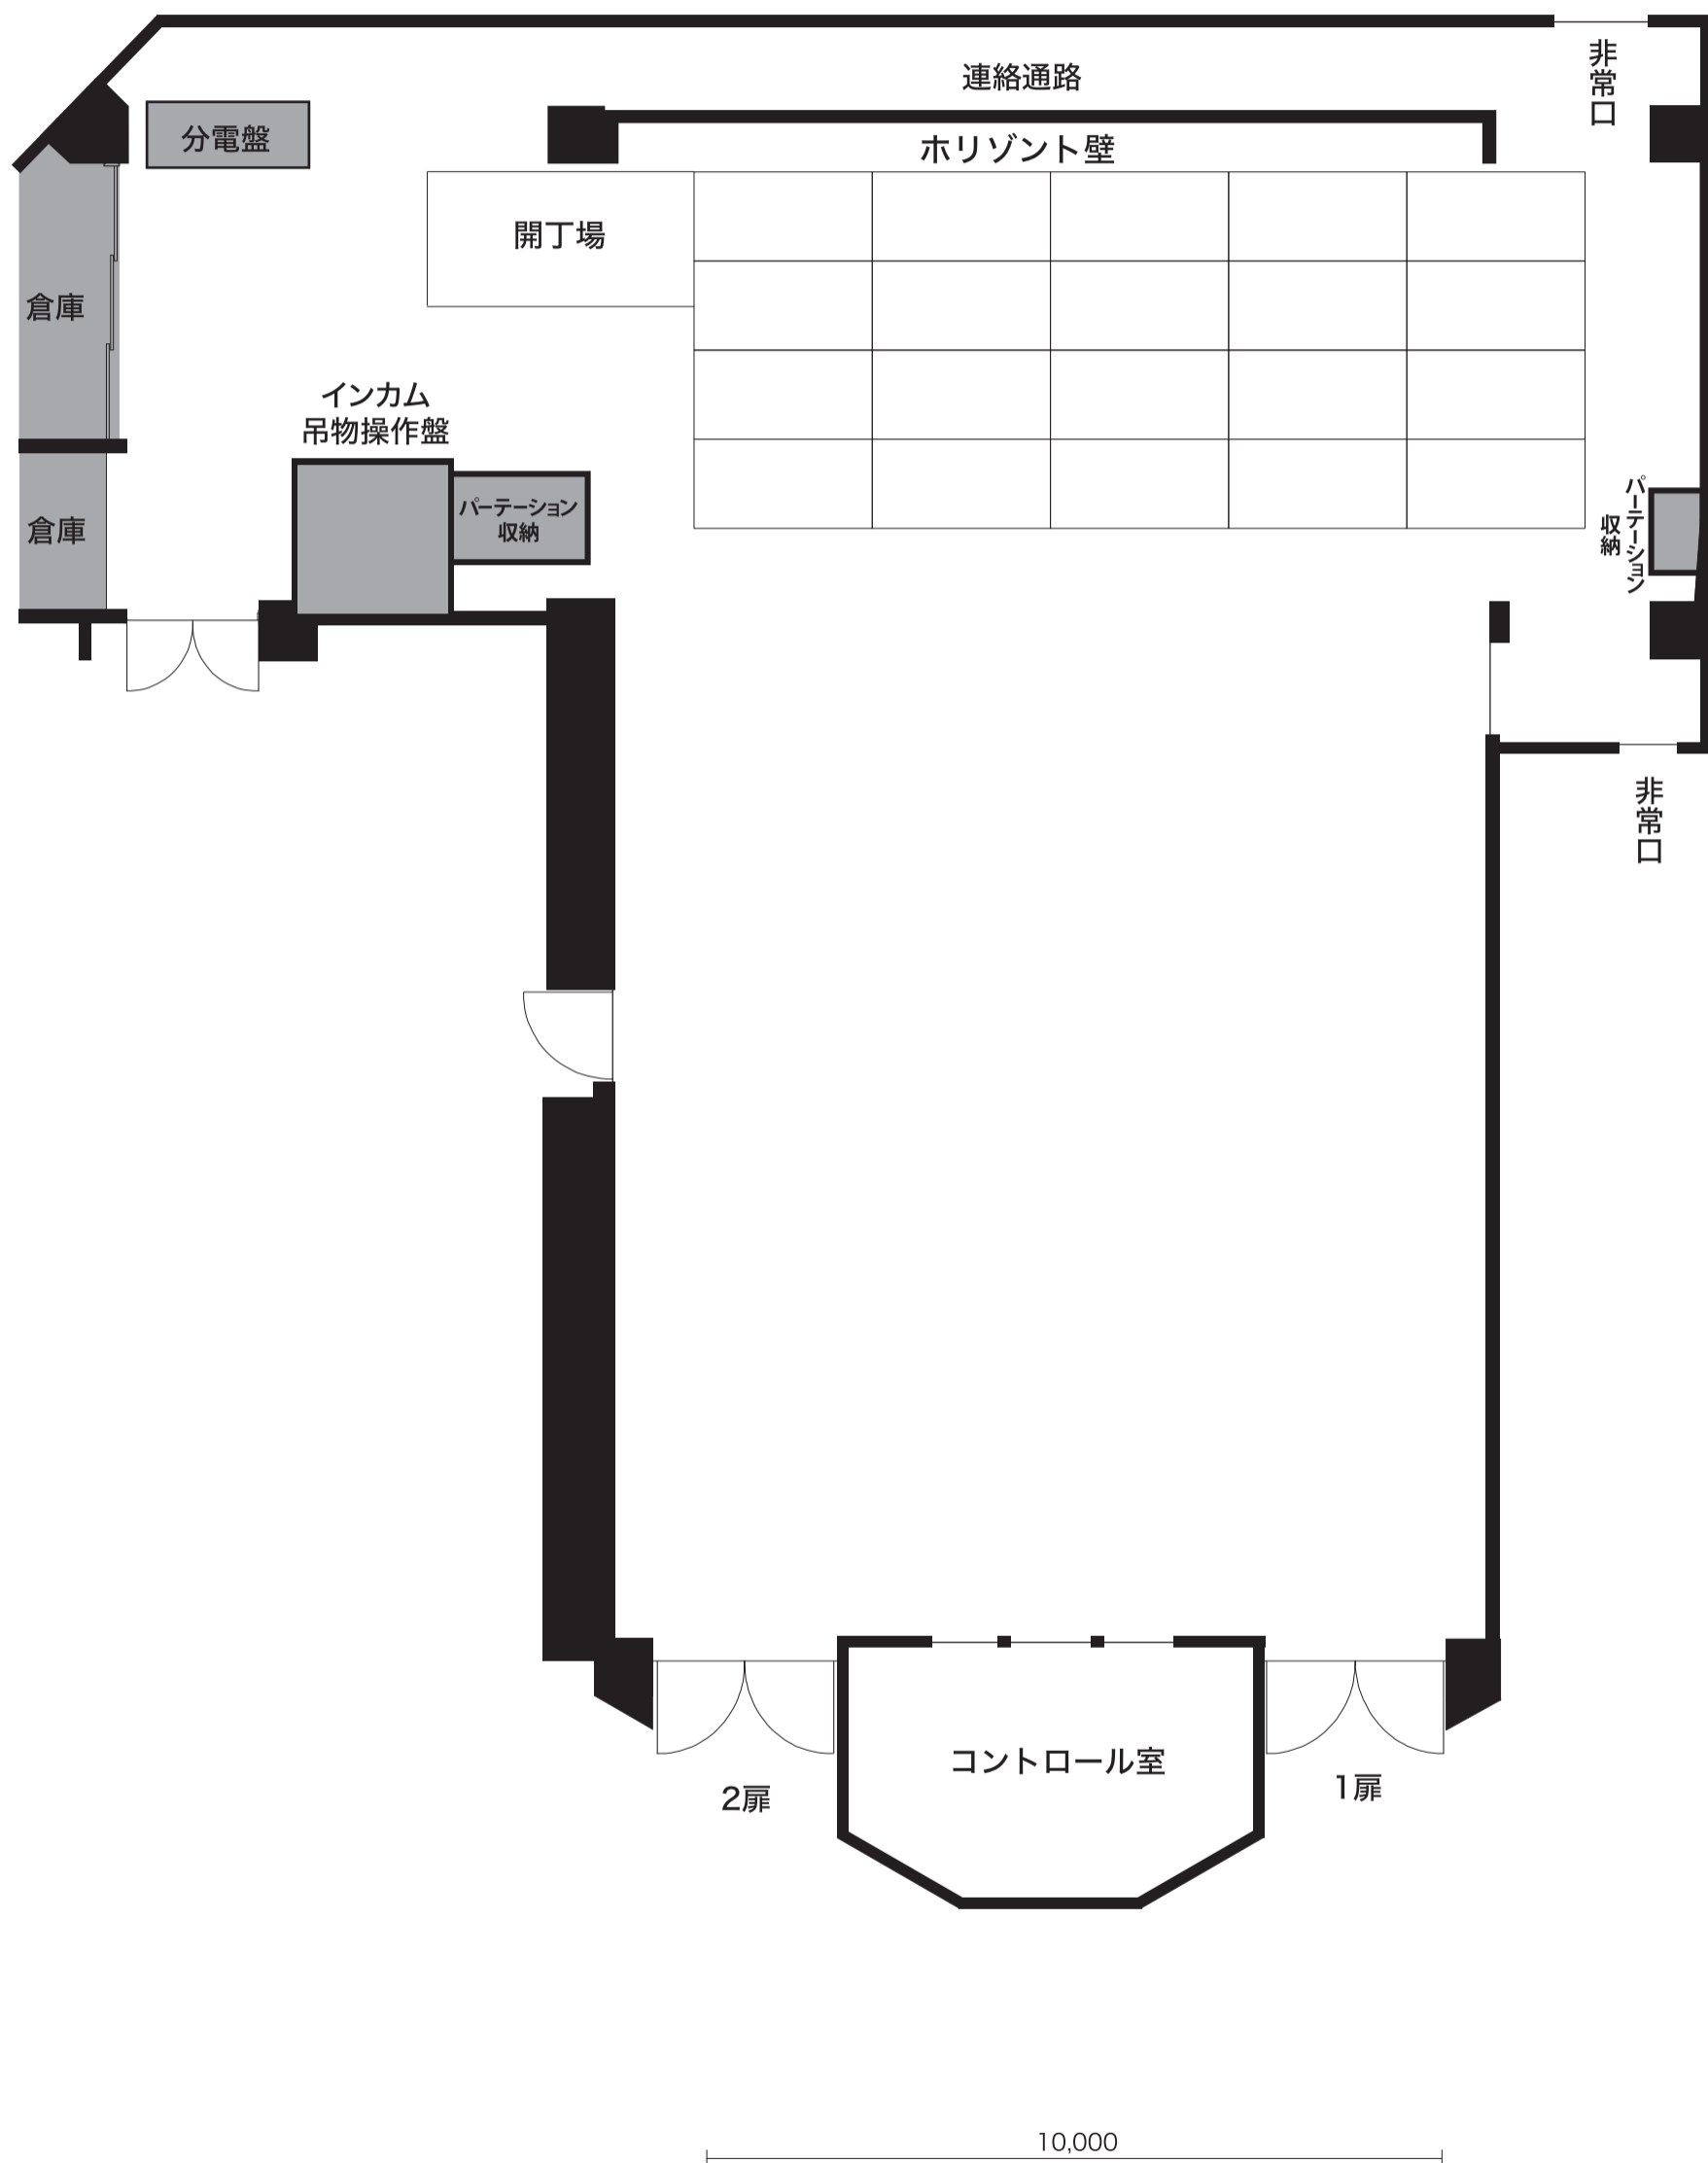 連絡通路
非常口
分電盤
ホリゾント壁
開丁場
倉庫
インカム
吊物操作盤
パーテション
収納
パーテション
収納
倉庫
非常口
コントロール室
2扉
1扉
10,000